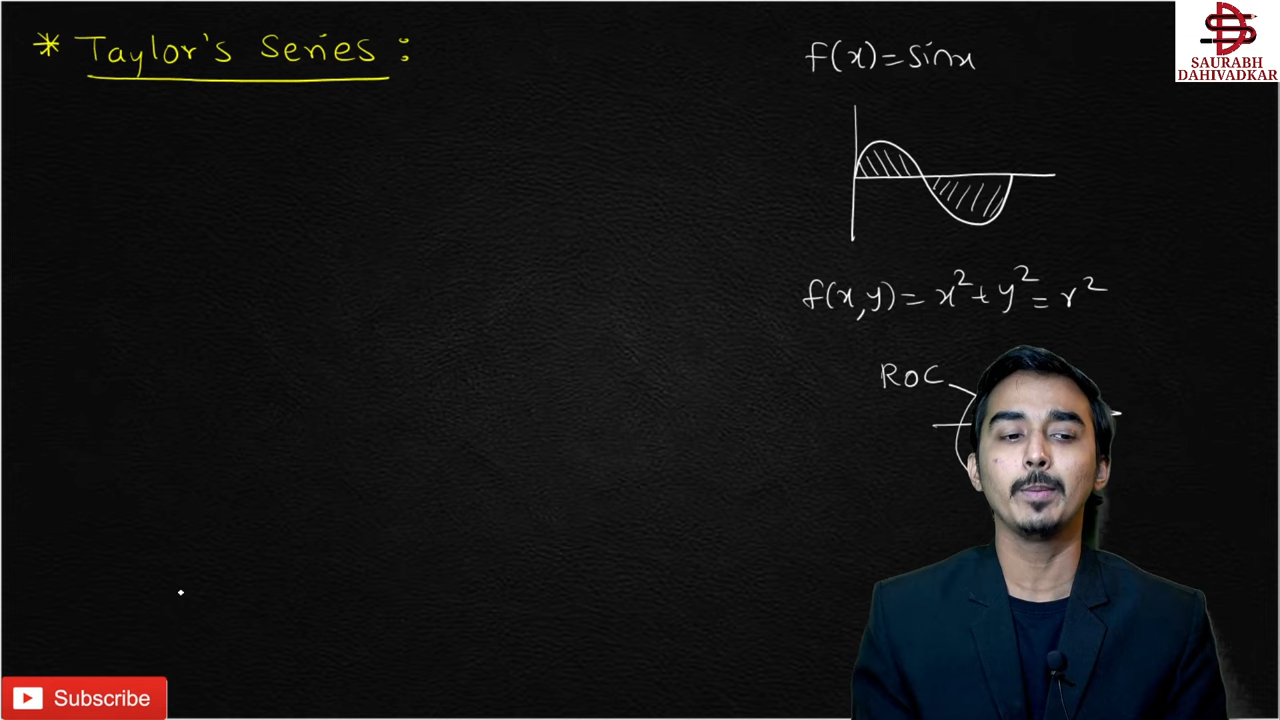 * Taylor's Series :
f(x) = sinx
f(x,y) = x² + y² = r²
ROC
SAURABH
DAHIVADKAR
Subscribe